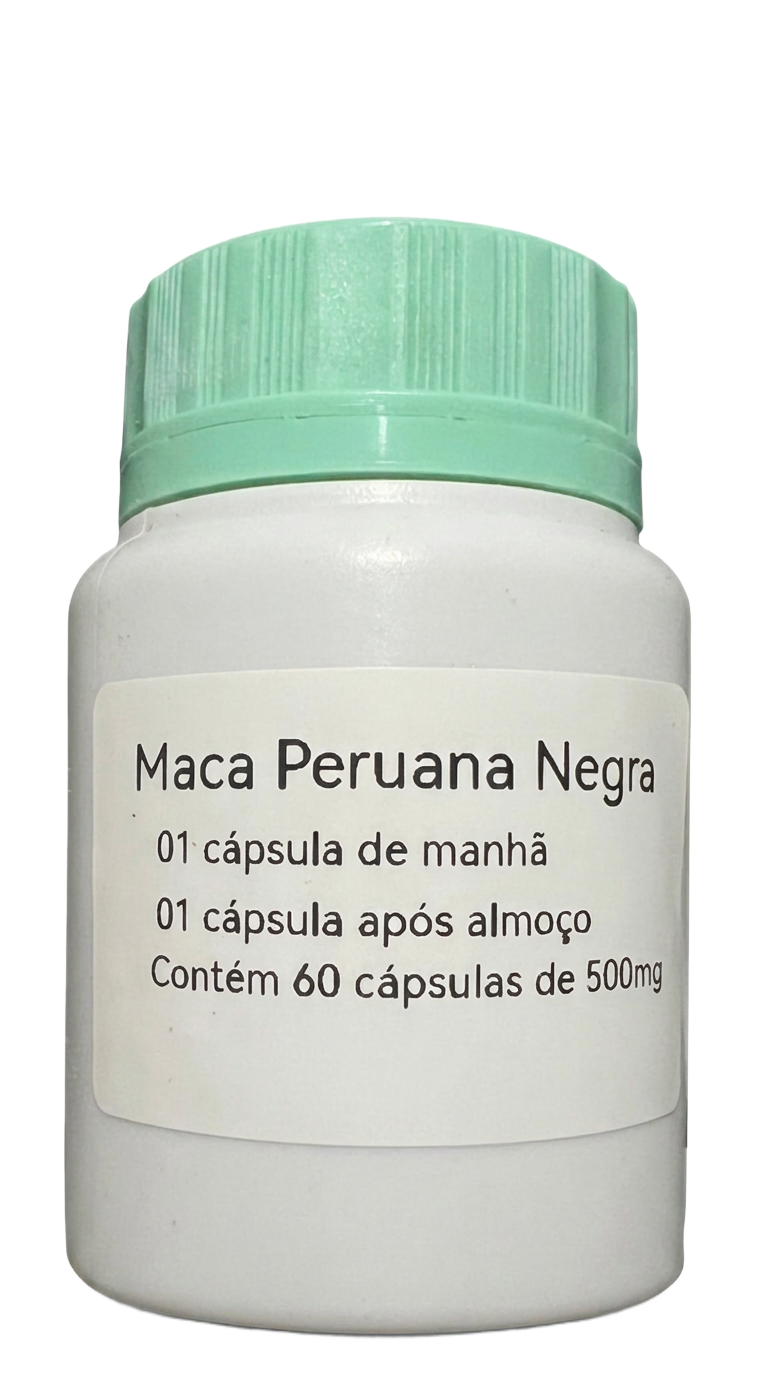 Maca Peruana Negra
01 cápsula de manhã
01 cápsula após almoço
Contém 60 cápsulas de 500mg